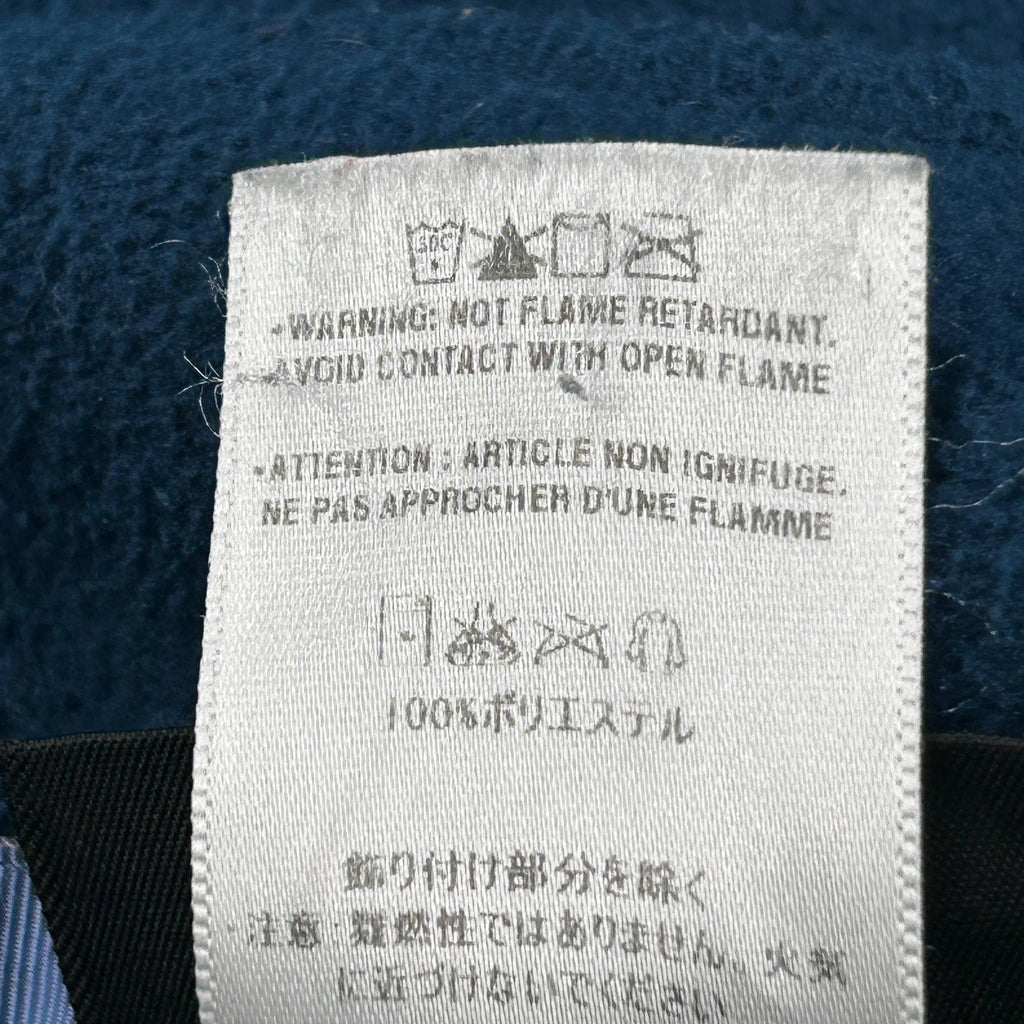 30C
•WARNING: NOT FLAME RETARDANT.
AVOID CONTACT WITH OPEN FLAME
•ATTENTION : ARTICLE NON IGNIFUGE.
NE PAS APPROCHER D'UNE FLAMME
100%ポリエステル
飾り付け部分を除く
注意・難燃性ではありません。火気
に近づけないでください